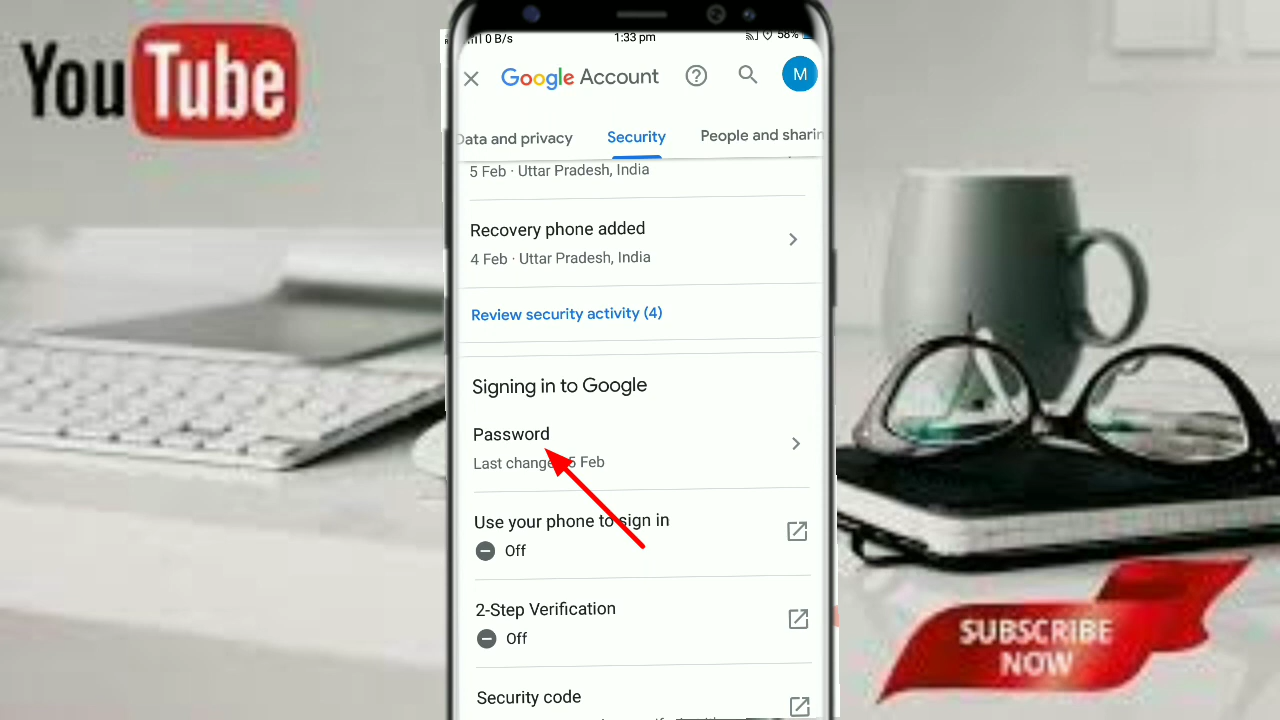 YouTube
0 B/s
1:33 pm
58%
Google Account
M
Data and privacy
Security
People and sharin
5 Feb · Uttar Pradesh, India
Recovery phone added
4 Feb · Uttar Pradesh, India
Review security activity (4)
Signing in to Google
Password
Last change 5 Feb
Use your phone to sign in
Off
2-Step Verification
Off
Security code
SUBSCRIBE
NOW